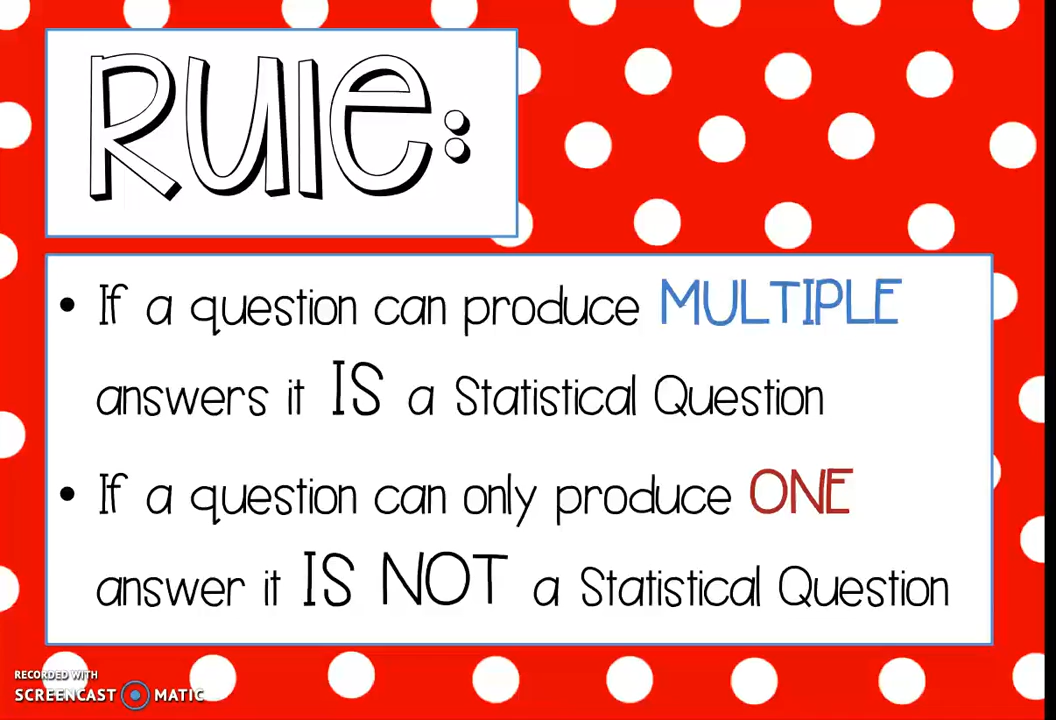 Rule:
• If a question can produce MULTIPLE
answers it IS a Statistical Question
• If a question can only produce ONE
answer it IS NOT a Statistical Question
RECORDED WITH
SCREENCAST MATIC